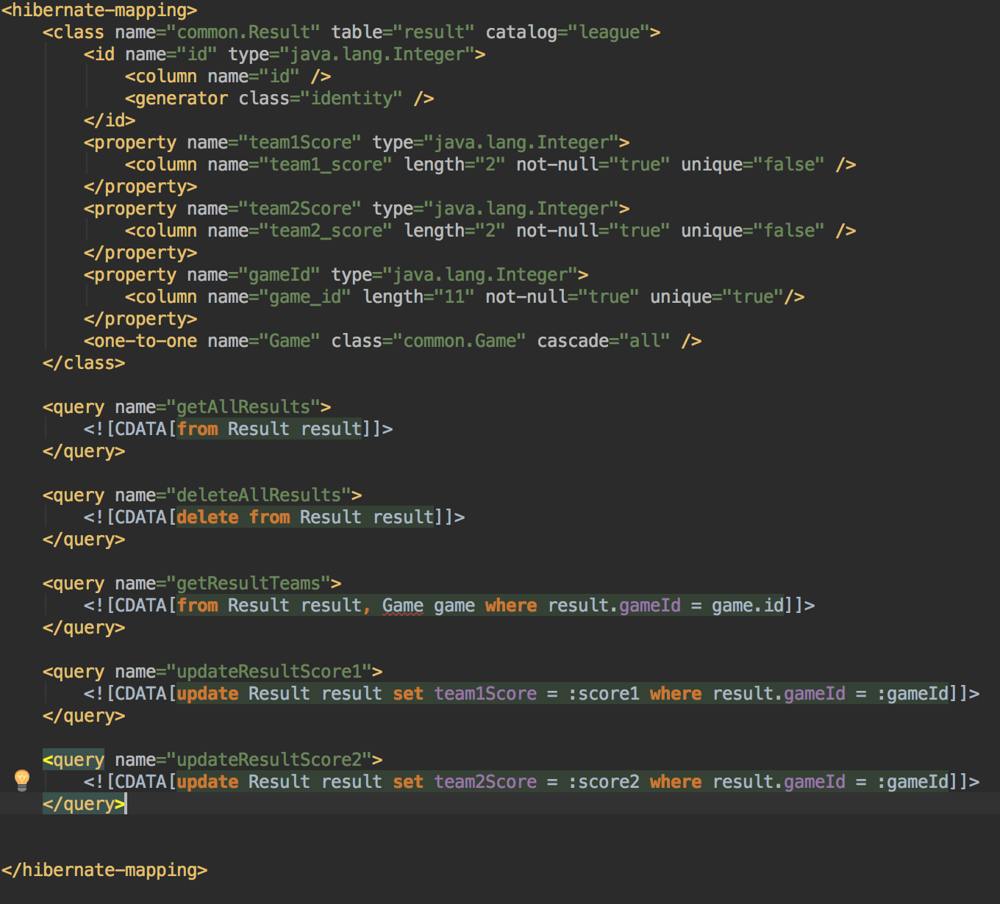 <hibernate-mapping>
    <class name="common.Result" table="result" catalog="league">
        <id name="id" type="java.lang.Integer">
            <column name="id" />
            <generator class="identity" />
        </id>
        <property name="team1Score" type="java.lang.Integer">
            <column name="team1_score" length="2" not-null="true" unique="false" />
        </property>
        <property name="team2Score" type="java.lang.Integer">
            <column name="team2_score" length="2" not-null="true" unique="false" />
        </property>
        <property name="gameId" type="java.lang.Integer">
            <column name="game_id" length="11" not-null="true" unique="true"/>
        </property>
        <one-to-one name="Game" class="common.Game" cascade="all" />
    </class>

    <query name="getAllResults">
        <![CDATA[from Result result]]>
    </query>

    <query name="deleteAllResults">
        <![CDATA[delete from Result result]]>
    </query>

    <query name="getResultTeams">
        <![CDATA[from Result result, Game game where result.gameId = game.id]]>
    </query>

    <query name="updateResultScore1">
        <![CDATA[update Result result set team1Score = :score1 where result.gameId = :gameId]]>
    </query>

    <query name="updateResultScore2">
        <![CDATA[update Result result set team2Score = :score2 where result.gameId = :gameId]]>
    </query>


</hibernate-mapping>